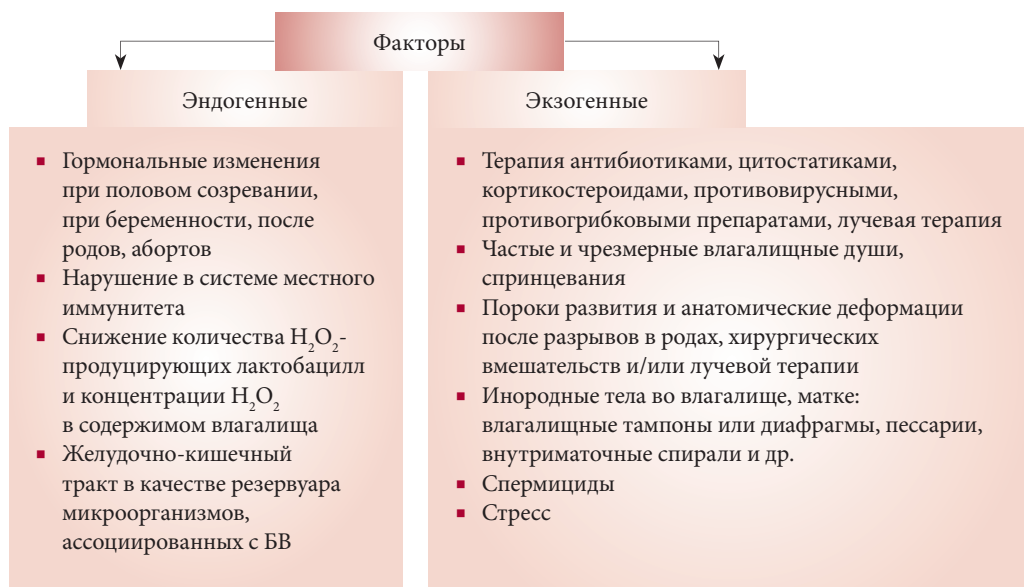 Факторы
Эндогенные
▪ Гормональные изменения
при половом созревании,
при беременности, после
родов, абортов
▪ Нарушение в системе местного
иммунитета
▪ Снижение количества H₂O₂-
продуцирующих лактобацилл
и концентрации H₂O₂
в содержимом влагалища
▪ Желудочно-кишечный
тракт в качестве резервуара
микроорганизмов,
ассоциированных с БВ
Экзогенные
▪ Терапия антибиотиками, цитостатиками,
кортикостероидами, противовирусными,
противогрибковыми препаратами, лучевая терапия
▪ Частые и чрезмерные влагалищные души,
спринцевания
▪ Пороки развития и анатомические деформации
после разрывов в родах, хирургических
вмешательств и/или лучевой терапии
▪ Инородные тела во влагалище, матке:
влагалищные тампоны или диафрагмы, пессарии,
внутриматочные спирали и др.
▪ Спермициды
▪ Стресс